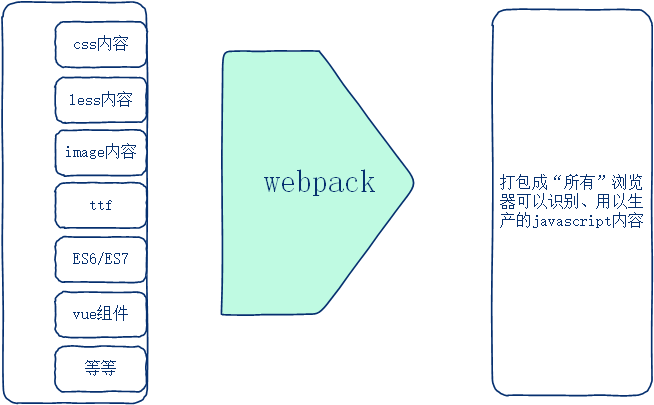 css内容
less内容
image内容
ttf
ES6/ES7
vue组件
等等
webpack
打包成“所有”浏览
器可以识别、用以生
产的javascript内容